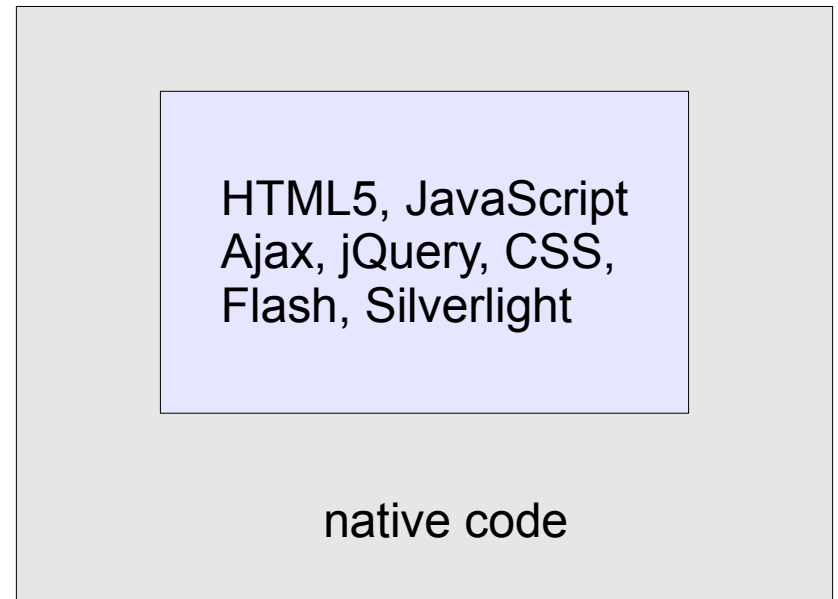 HTML5, JavaScript
Ajax, jQuery, CSS,
Flash, Silverlight
native code